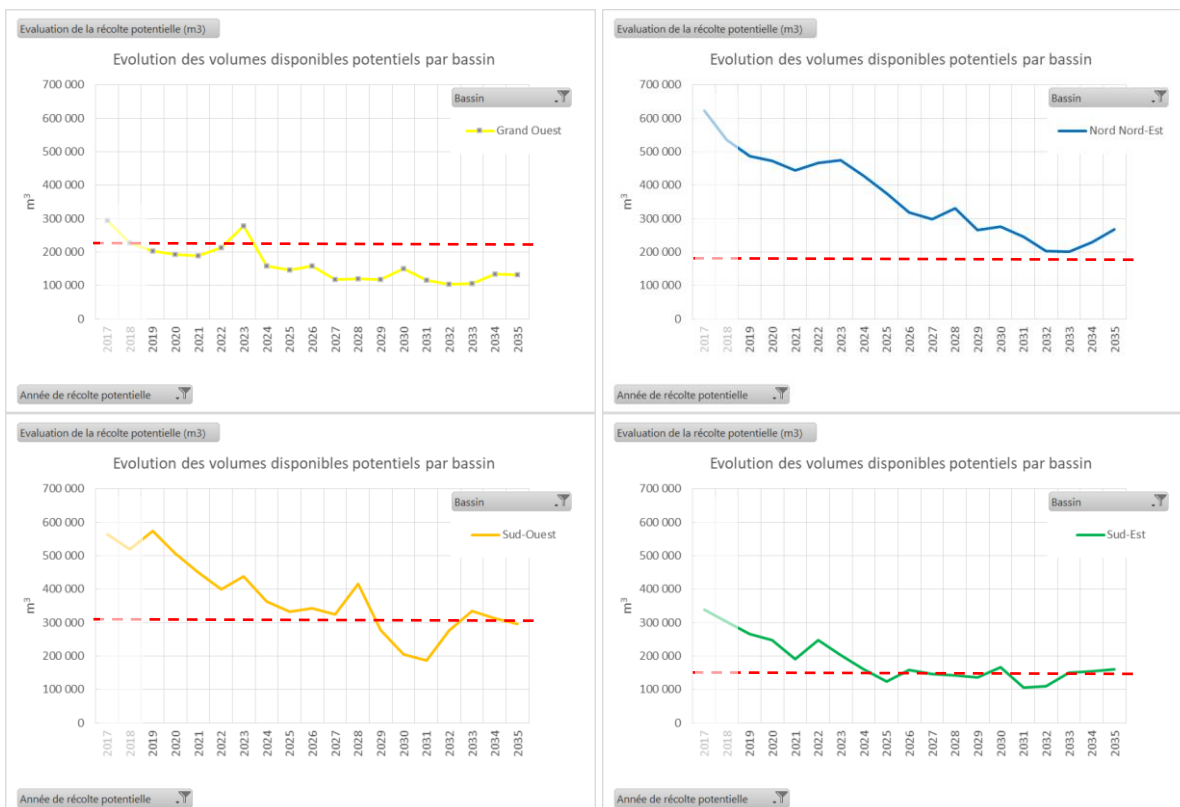 Evaluation de la récolte potentielle (m3)
Evolution des volumes disponibles potentiels par bassin
700 000
600 000
500 000
400 000
300 000
200 000
100 000
0
m³
Bassin
Grand Ouest
2017 2018 2019 2020 2021 2022 2023 2024 2025 2026 2027 2028 2029 2030 2031 2032 2033 2034 2035
Année de récolte potentielle
Evaluation de la récolte potentielle (m3)
Evolution des volumes disponibles potentiels par bassin
700 000
600 000
500 000
400 000
300 000
200 000
100 000
0
m³
Bassin
Nord Nord-Est
2017 2018 2019 2020 2021 2022 2023 2024 2025 2026 2027 2028 2029 2030 2031 2032 2033 2034 2035
Année de récolte potentielle
Evaluation de la récolte potentielle (m3)
Evolution des volumes disponibles potentiels par bassin
700 000
600 000
500 000
400 000
300 000
200 000
100 000
0
m³
Bassin
Sud-Ouest
2017 2018 2019 2020 2021 2022 2023 2024 2025 2026 2027 2028 2029 2030 2031 2032 2033 2034 2035
Année de récolte potentielle
Evaluation de la récolte potentielle (m3)
Evolution des volumes disponibles potentiels par bassin
700 000
600 000
500 000
400 000
300 000
200 000
100 000
0
m³
Bassin
Sud-Est
2017 2018 2019 2020 2021 2022 2023 2024 2025 2026 2027 2028 2029 2030 2031 2032 2033 2034 2035
Année de récolte potentielle